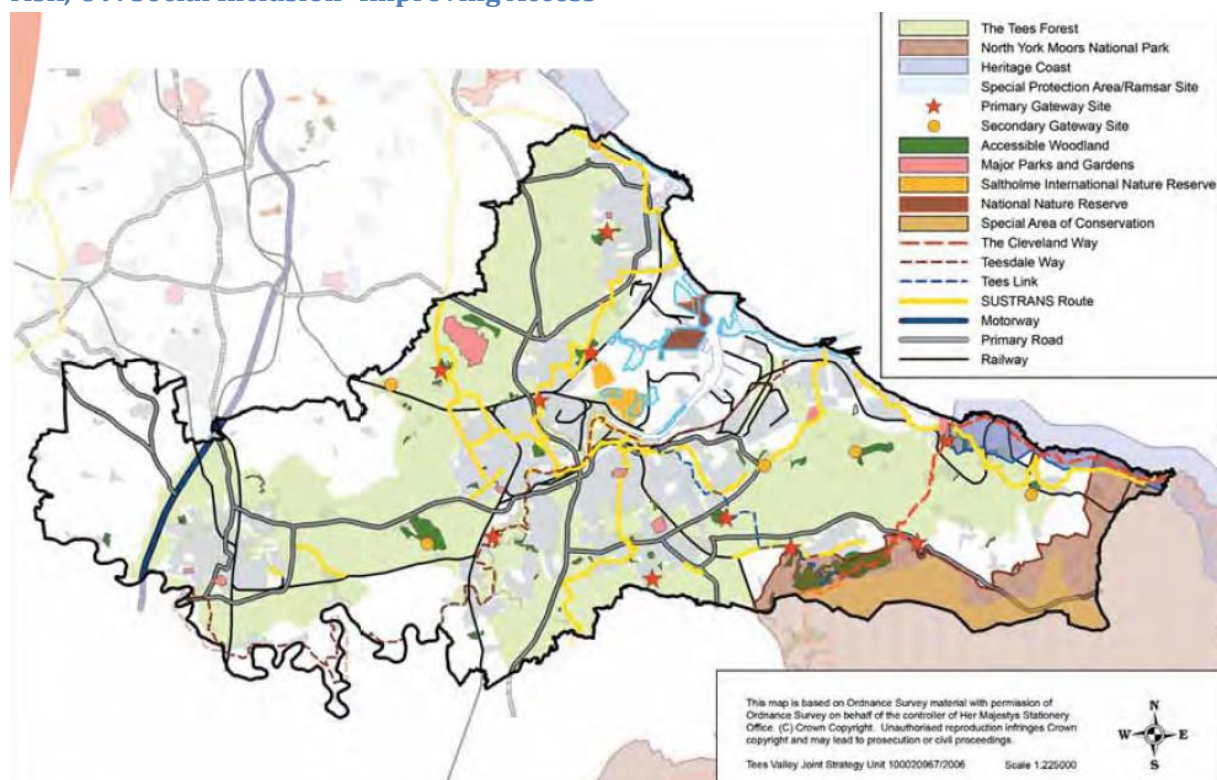 The Tees Forest
North York Moors National Park
Heritage Coast
Special Protection Area/Ramsar Site
Primary Gateway Site
Secondary Gateway Site
Accessible Woodland
Major Parks and Gardens
Saltholme International Nature Reserve
National Nature Reserve
Special Area of Conservation
The Cleveland Way
Teesdale Way
Tees Link
SUSTRANS Route
Motorway
Primary Road
Railway
This map is based on Ordnance Survey material with permission of
Ordnance Survey on behalf of the controller of Her Majestys Stationery
Office. (C) Crown Copyright. Unauthorised reproduction infringes Crown
copyright and may lead to prosecution or civil proceedings.
Tees Valley Joint Strategy Unit 100020967/2006 Scale 1:225000
N
W E
S